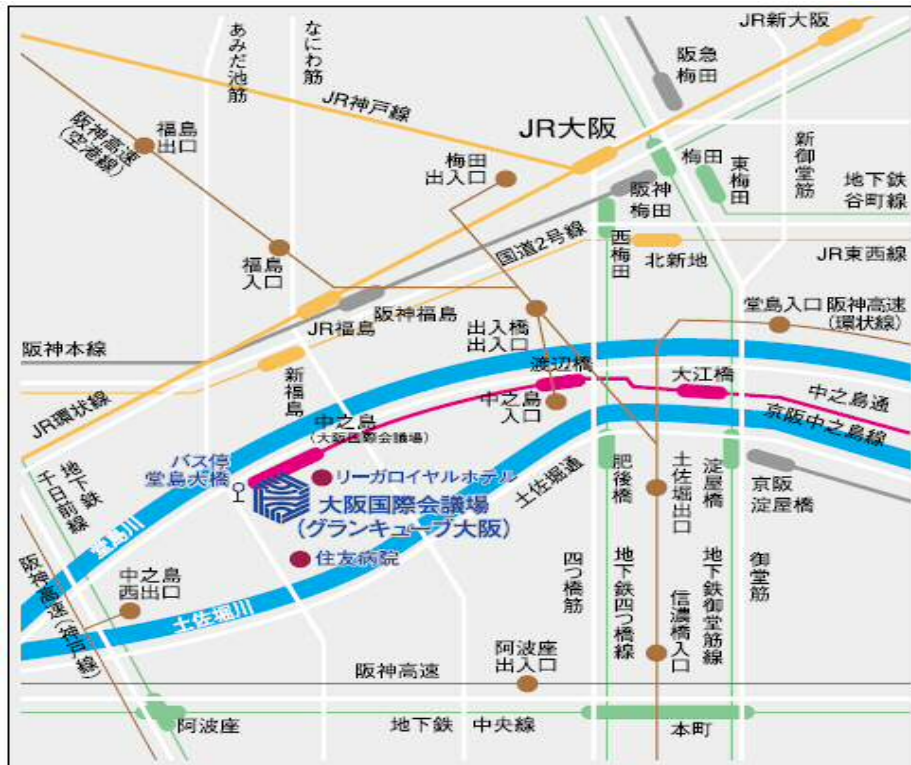 JR新大阪
あみだ池筋
なにわ筋
阪急
梅田
JR神戸線
JR大阪
新御堂筋
阪神高速
(空港線)
福島
出口
梅田
出入口
梅田
東梅田
地下鉄
谷町線
阪神
梅田
西梅田
国道2号線
北新地
JR東西線
福島
入口
阪神福島
JR福島
出入橋
出入口
堂島入口
阪神高速
(環状線)
阪神本線
新福島
渡辺橋
大江橋
中之島
入口
中之島通
京阪中之島線
JR環状線
中之島
(大阪国際会議場)
バス停
堂島大橋
リーガロイヤルホテル
大阪国際会議場
(グランキューブ大阪)
土佐堀通
肥後橋
土佐堀出口
淀屋橋
京阪
淀屋橋
地下鉄
千日前線
堂島川
住友病院
阪神高速(神戸線)
中之島
西出口
土佐堀川
四つ橋筋
地下鉄四つ橋線
信濃橋入口
地下鉄御堂筋線
御堂筋
阪神高速
阿波座
出入口
阿波座
地下鉄 中央線
本町